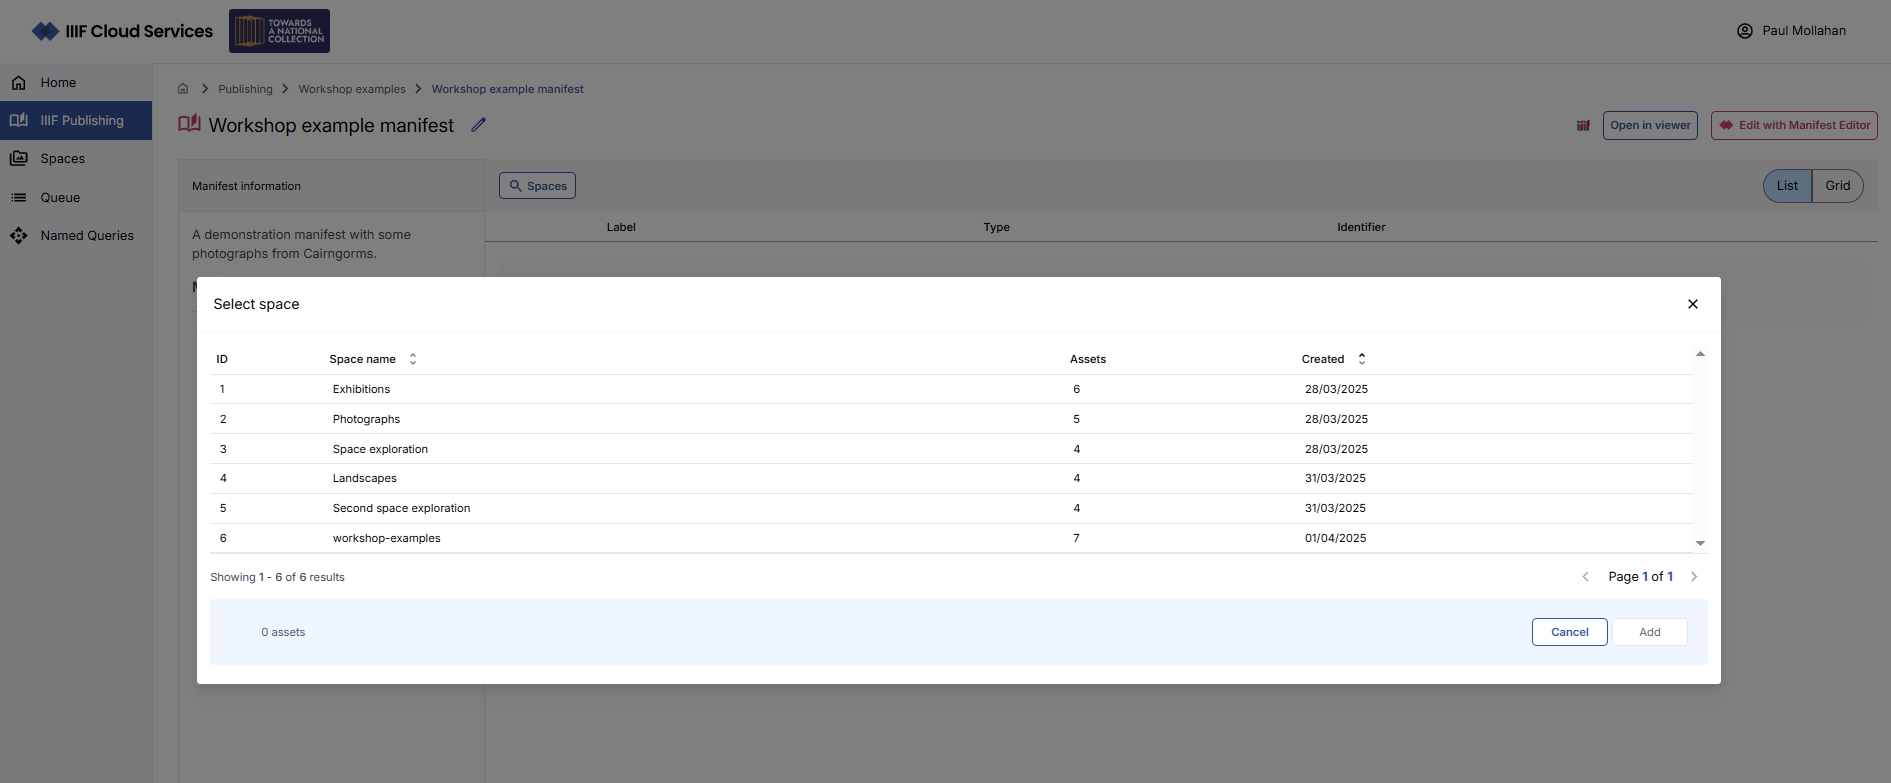 IIIF Cloud Services
TOWARDS
A NATIONAL
COLLECTION
Paul Mollahan
Home
IIIF Publishing
Spaces
Queue
Named Queries
Publishing
Workshop examples
Workshop example manifest
Workshop example manifest
Open in viewer
Edit with Manifest Editor
Manifest information
Spaces
List
Grid
A demonstration manifest with some
photographs from Cairngorms.
Label
Type
Identifier
Select space
ID Space name Assets Created
1 Exhibitions 6 28/03/2025
2 Photographs 5 28/03/2025
3 Space exploration 4 28/03/2025
4 Landscapes 4 31/03/2025
5 Second space exploration 4 31/03/2025
6 workshop-examples 7 01/04/2025
Showing 1 - 6 of 6 results
Page 1 of 1
0 assets
Cancel
Add